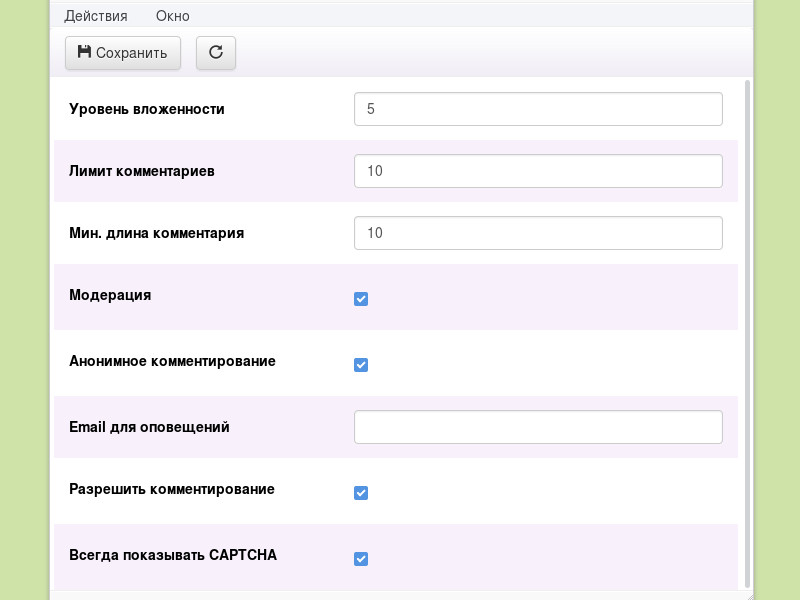 Действия Окно
Сохранить
Уровень вложенности 5
Лимит комментариев 10
Мин. длина комментария 10
Модерация
Анонимное комментирование
Email для оповещений
Разрешить комментирование
Всегда показывать CAPTCHA